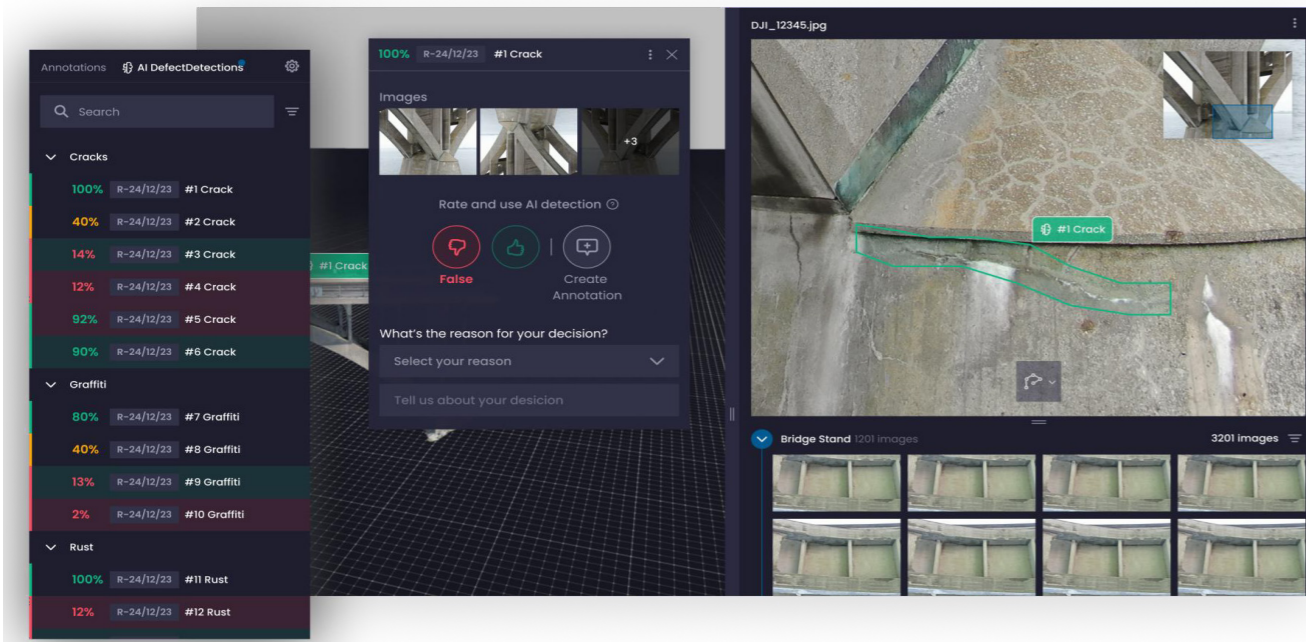 Annotations
AI DefectDetections
Search
Cracks
100% R-24/12/23 #1 Crack
40% R-24/12/23 #2 Crack
14% R-24/12/23 #3 Crack
12% R-24/12/23 #4 Crack
92% R-24/12/23 #5 Crack
90% R-24/12/23 #6 Crack
Graffiti
80% R-24/12/23 #7 Graffiti
40% R-24/12/23 #8 Graffiti
13% R-24/12/23 #9 Graffiti
2% R-24/12/23 #10 Graffiti
Rust
100% R-24/12/23 #11 Rust
12% R-24/12/23 #12 Rust
#1 Crack
100% R-24/12/23 #1 Crack
Images
+3
Rate and use AI detection
False
Create
Annotation
What's the reason for your decision?
Select your reason
Tell us about your desicion
DJI_12345.jpg
#1 Crack
Bridge Stand 1201 images
3201 images